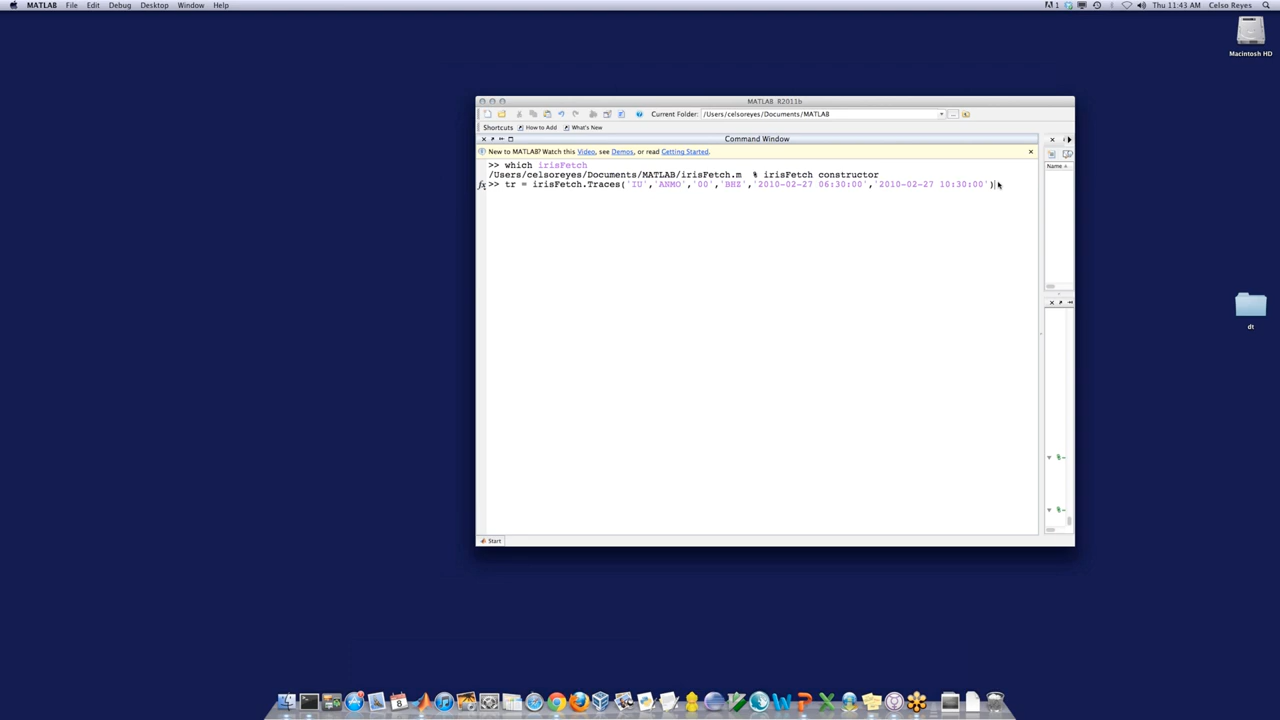 MATLAB File Edit Debug Desktop Window Help
1 Thu 11:43 AM Celso Reyes
Macintosh HD
MATLAB R2011b
Current Folder: /Users/celsoreyes/Documents/MATLAB
Shortcuts How to Add What's New
Command Window
New to MATLAB? Watch this Video, see Demos, or read Getting Started.
Name
>> which irisFetch
/Users/celsoreyes/Documents/MATLAB/irisFetch.m % irisFetch constructor
fx >> tr = irisFetch.Traces('IU','ANMO','00','BHZ','2010-02-27 06:30:00','2010-02-27 10:30:00')
dt
Start
8